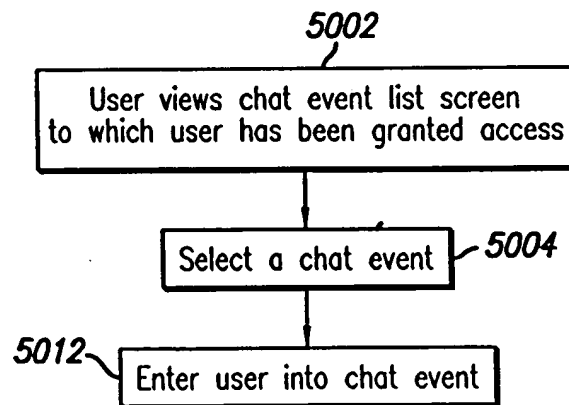 5002
User views chat event list screen
to which user has been granted access
Select a chat event
5004
5012
Enter user into chat event